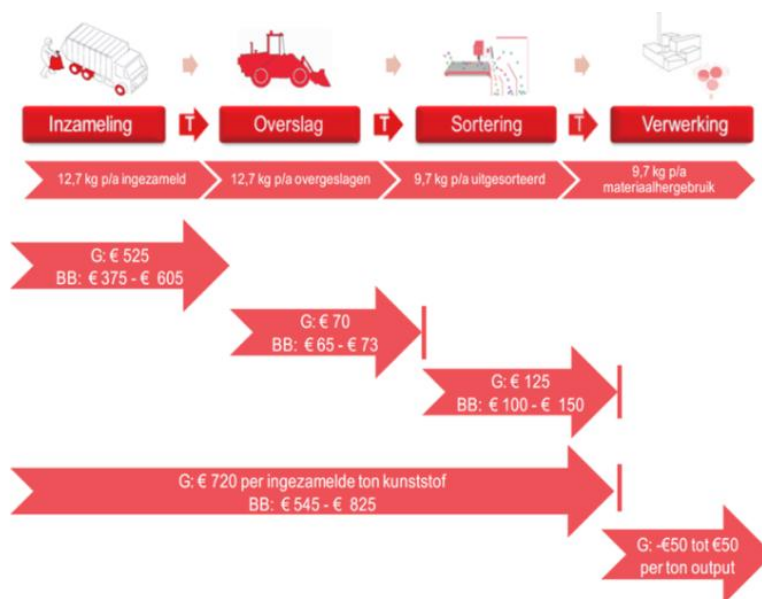 Inzameling
T
Overslag
T
Sortering
T
Verwerking
12,7 kg p/a ingezameld
12,7 kg p/a overgeslagen
9,7 kg p/a uitgesorteerd
9,7 kg p/a
materiaalhergebruik
G: € 525
BB: € 375 - € 605
G: € 70
BB: € 65 - € 73
G: € 125
BB: € 100 - € 150
G: € 720 per ingezamelde ton kunststof
BB: € 545 - € 825
G: -€50 tot €50
per ton output